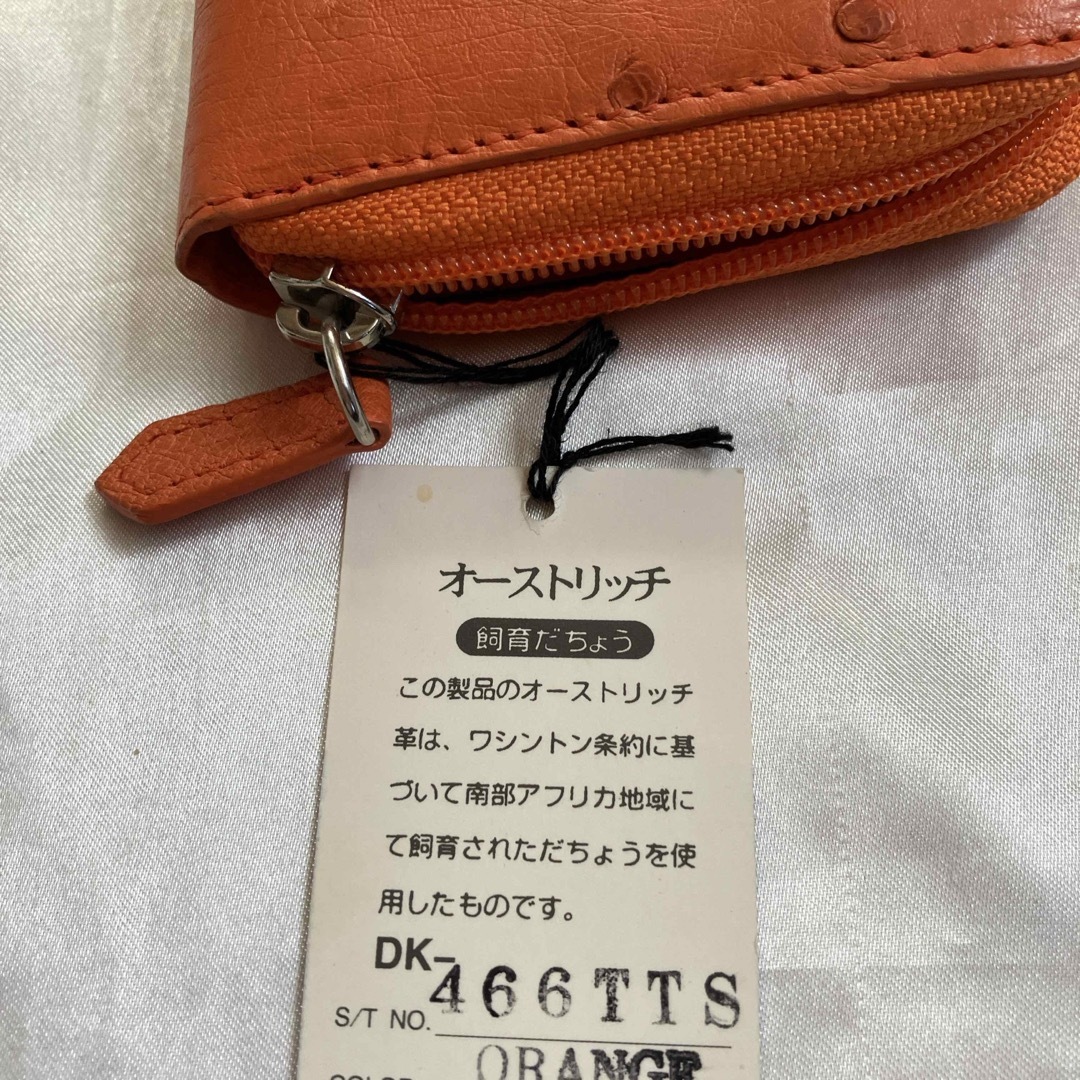 オーストリッチ
飼育だちょう
この製品のオーストリッチ
革は、ワシントン条約に基
づいて南部アフリカ地域に
て飼育されただちょうを使
用したものです。
DK-
S/T NO. 466TTS
COLOR ORANGE